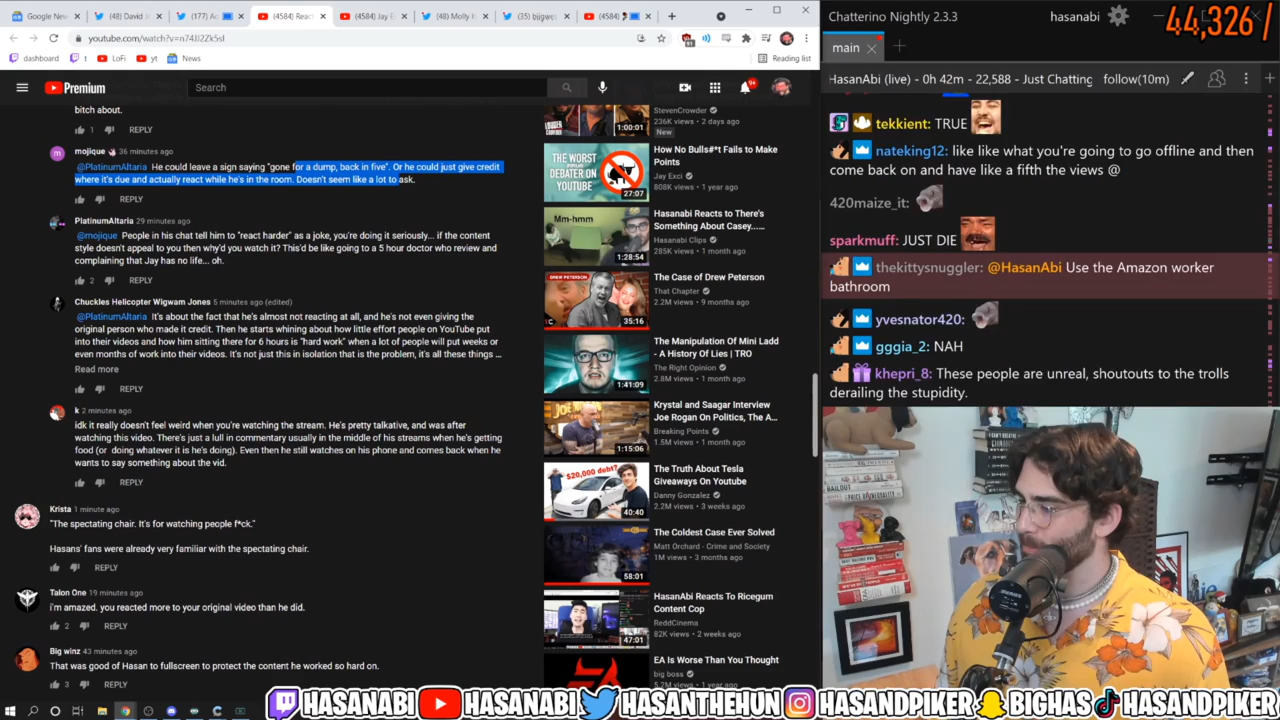 Google New
(48) David J
(177) Ac
(4584) React
(4584) Jay E
(48) Molly
(4584)
youtube.com/watch?v=n74JJ2Zk5sI
dashboard
LoFi
yt
News
Reading list
Premium
Search
9+
bitch about.
1 REPLY
mojique 36 minutes ago
@PlatinumAltaria He could leave a sign saying "gone for a dump, back in five". Or he could just give credit
where it's due and actually react while he's in the room. Doesn't seem like a lot to ask.
REPLY
PlatinumAltaria 29 minutes ago
@mojique People in his chat tell him to "react harder" as a joke, you're doing it seriously... if the content
style doesn't appeal to you then why'd you watch it? This'd be like going to a 5 hour doctor who review and
complaining that Jay has no life... oh.
2 REPLY
Chuckles Helicopter Wigwam Jones 5 minutes ago (edited)
@PlatinumAltaria It's about the fact that he's almost not reacting at all, and he's not even giving the
original person who made it credit. Then he starts whining about how little effort people on YouTube put
into their videos and how him sitting there for 6 hours is "hard work" when a lot of people will put weeks or
even months of work into their videos. It's not just this in isolation that is the problem, it's all these things ...
Read more
REPLY
k 2 minutes ago
idk it really doesn't feel weird when you're watching the stream. He's pretty talkative, and was after
watching this video. There's just a lull in commentary usually in the middle of his streams when he's getting
food (or doing whatever it is he's doing). Even then he still watches on his phone and comes back when he
wants to say something about the vid.
REPLY
Krista 1 minute ago
"The spectating chair. It's for watching people f*ck."
Hasans' fans were already very familiar with the spectating chair.
REPLY
Talon One 19 minutes ago
i'm amazed. you reacted more to your original video than he did.
2 REPLY
Big winz 43 minutes ago
That was good of Hasan to fullscreen to protect the content he worked so hard on.
3 REPLY
StevenCrowder
236K views • 2 days ago
New
1:00:01
THE WORST
POPULAR
DEBATER ON
YOUTUBE
27:07
How No Bulls#*t Fails to Make
Points
Jay Exci
808K views • 1 year ago
Mm-hmm
1:28:54
Hasanabi Reacts to There's
Something About Casey......
Hasanabi Clips
285K views • 1 month ago
DREW PETERSON
35:16
The Case of Drew Peterson
That Chapter
2.2M views • 9 months ago
1:41:09
The Manipulation Of Mini Ladd
- A History Of Lies | TRO
The Right Opinion
2.8M views • 1 month ago
1:15:06
Krystal and Saagar Interview
Joe Rogan On Politics, The A...
Breaking Points
1.5M views • 1 month ago
$20,000 debt?
40:40
The Truth About Tesla
Giveaways On Youtube
Danny Gonzalez
2.2M views • 3 weeks ago
58:01
The Coldest Case Ever Solved
Matt Orchard - Crime and Society
1M views • 3 months ago
47:01
HasanAbi Reacts To Ricegum
Content Cop
ReddCinema
82K views • 2 weeks ago
EA Is Worse Than You Thought
big boss
5.2M views • 1 year ago
Chatterino Nightly 2.3.3
hasanabi
44,326 /
main
HasanAbi (live) - 0h 42m - 22,588 - Just Chatting
follow(10m)
tekkient: TRUE
nateking12: like like what you're going to go offline and then
come back on and have like a fifth the views @
420maize_it:
sparkmuff: JUST DIE
thekittysnuggler: @HasanAbi Use the Amazon worker
bathroom
yvesnator420:
gggia_2: NAH
khepri_8: These people are unreal, shoutouts to the trolls
derailing the stupidity.
HASANABI
HASANABI
HASANTHEHUN
HASANDPIKER
BIGHAS
HASANDPIKER